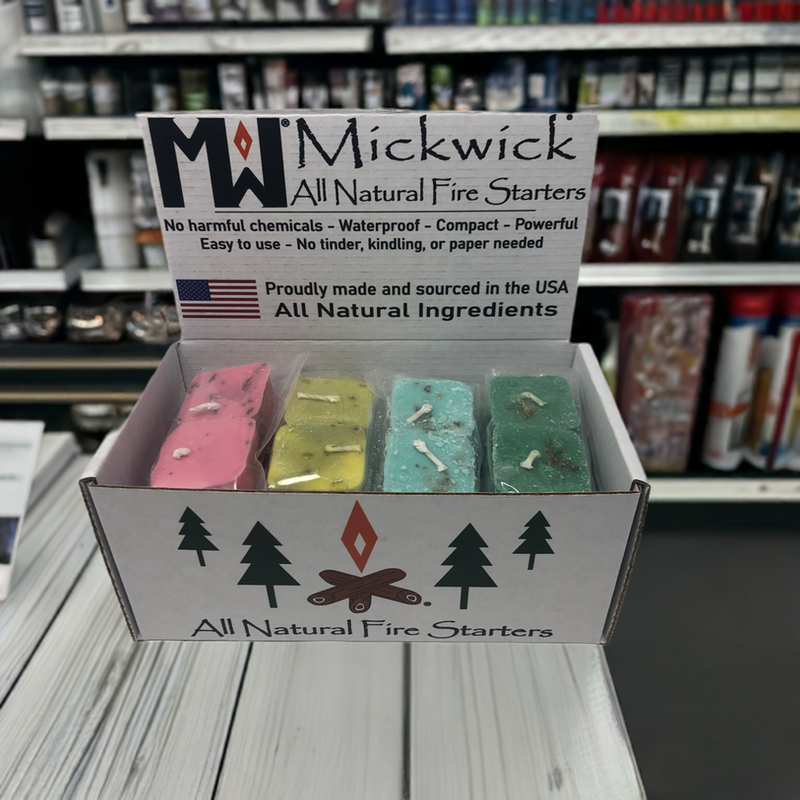 MW® Mickwick®
All Natural Fire Starters
No harmful chemicals - Waterproof - Compact - Powerful
Easy to use - No tinder, kindling, or paper needed
Proudly made and sourced in the USA
All Natural Ingredients
All Natural Fire Starters